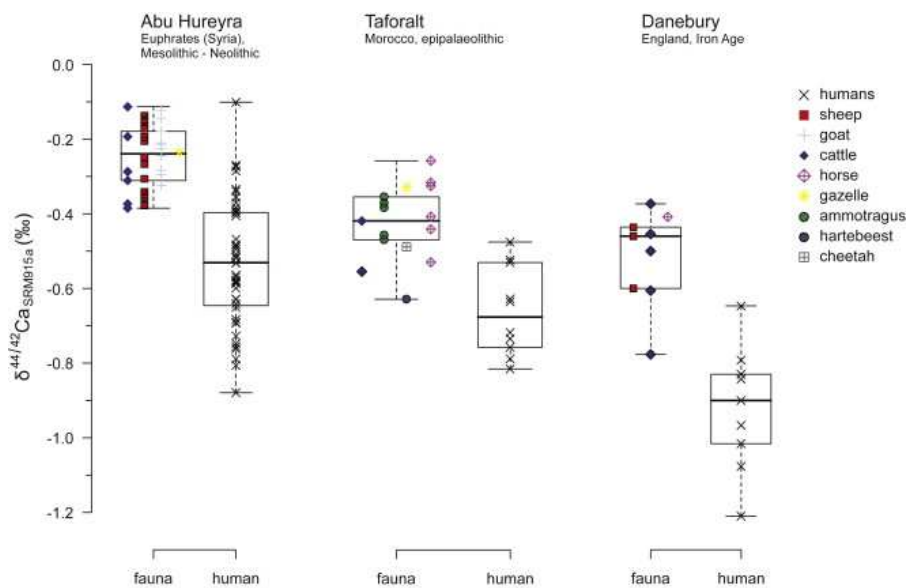 Abu Hureyra
Euphrates (Syria),
Mesolithic - Neolithic
Taforalt
Morocco, epipalaeolithic
Danebury
England, Iron Age
0.0
-0.2
-0.4
-0.6
-0.8
-1.0
-1.2
δ44/42CaSRM915a (‰)
humans
sheep
goat
cattle
horse
gazelle
ammotragus
hartebeest
cheetah
fauna human fauna human fauna human